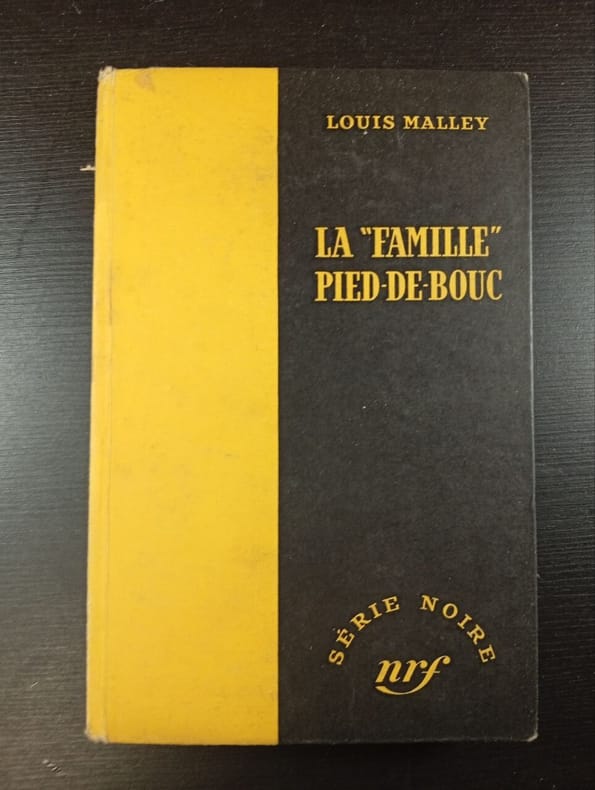 LOUIS MALLEY
LA "FAMILLE"
PIED-DE-BOUC
SÉRIE NOIRE
nrf